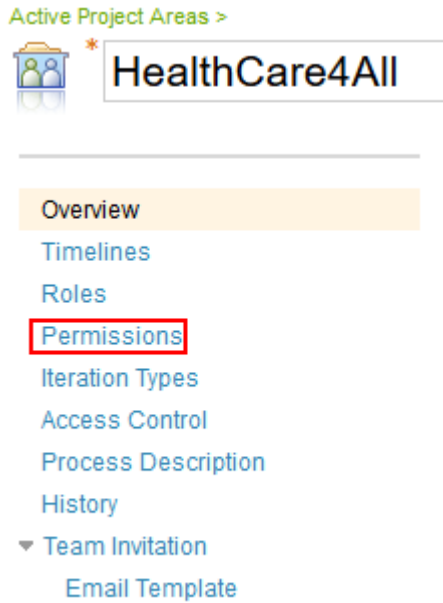 Active Project Areas >
* HealthCare4All
Overview
Timelines
Roles
Permissions
Iteration Types
Access Control
Process Description
History
Team Invitation
Email Template